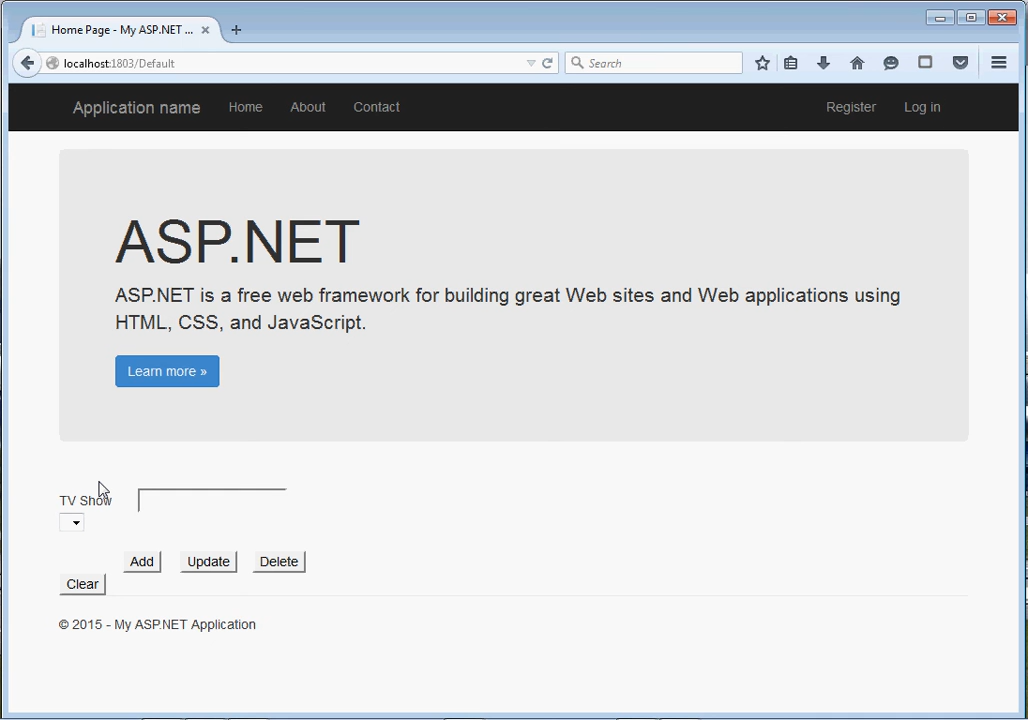 Home Page - My ASP.NET ...
localhost:1803/Default
Search
Application name Home About Contact Register Log in
ASP.NET
ASP.NET is a free web framework for building great Web sites and Web applications using
HTML, CSS, and JavaScript.
Learn more »
TV Show
Add Update Delete
Clear
© 2015 - My ASP.NET Application